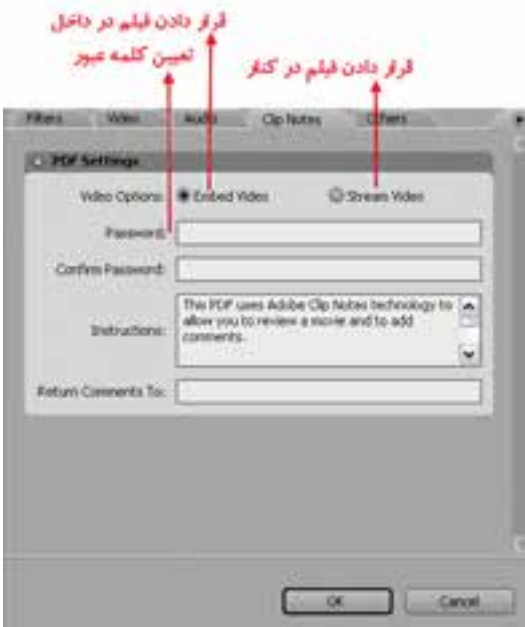 قرار دادن فیلم در داخل
تعیین کلمه عبور
قرار دادن فیلم در کنار
Filters Video Audio Clip Notes Others
PDF Settings
Video Options: Embed Video Stream Video
Password:
Confirm Password:
Instructions: This PDF uses Adobe Clip Notes technology to
allow you to review a movie and to add
comments.
Return Comments To:
OK Cancel